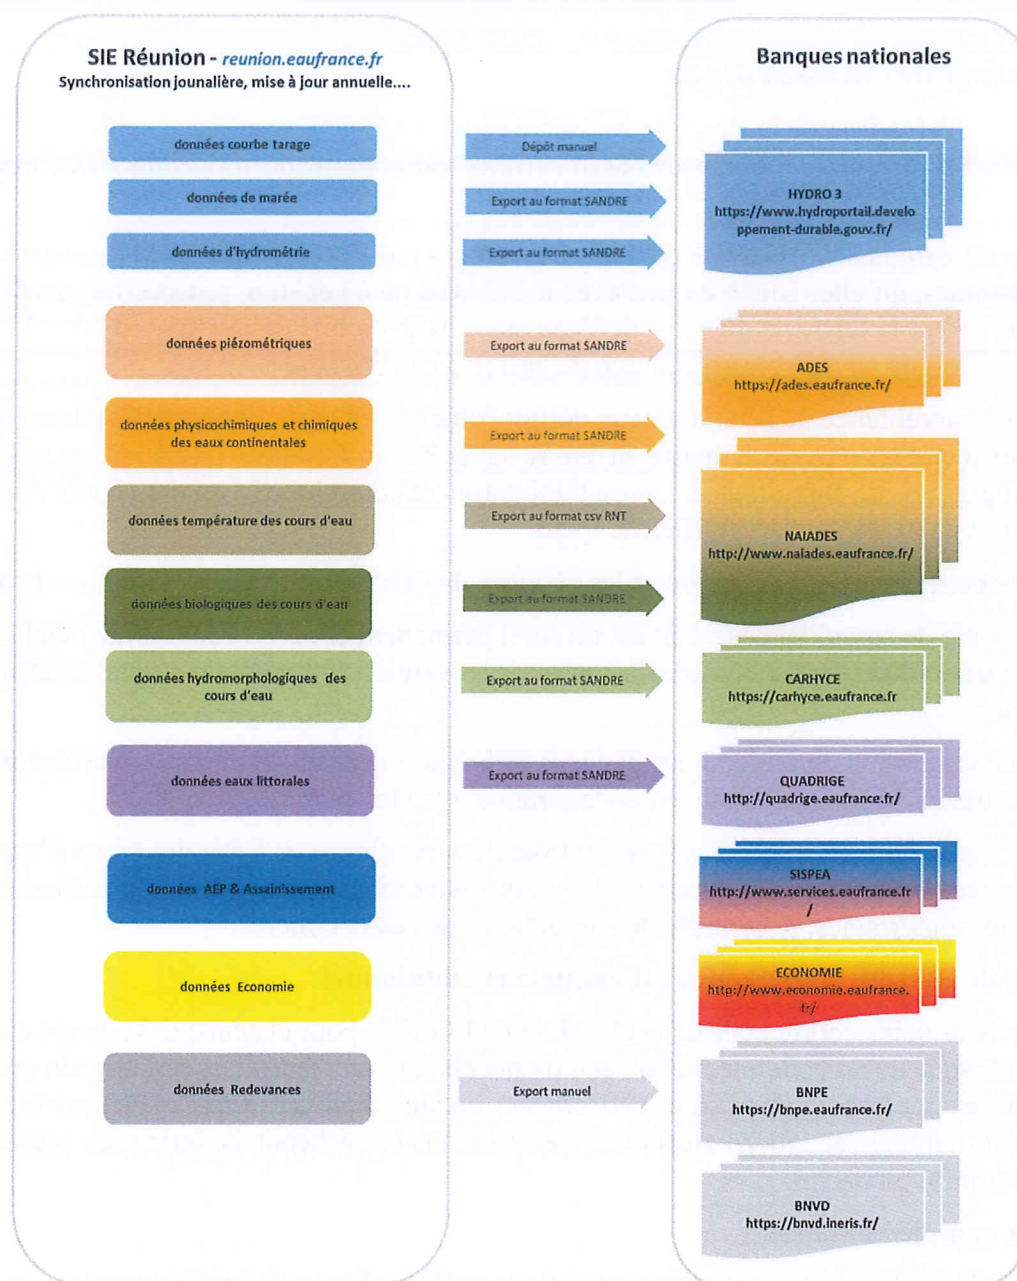 SIE Réunion - reunion.eaufrance.fr
Synchronisation jounalière, mise à jour annuelle....
Banques nationales
données courbe tarage
Dépôt manuel
données de marée
Export au format SANDRE
données d'hydrométrie
Export au format SANDRE
HYDRO 3
https://www.hydroportail.develo
ppement-durable.gouv.fr/
données piézométriques
Export au format SANDRE
ADES
https://ades.eaufrance.fr/
données physicochimiques et chimiques
des eaux continentales
Export au format SANDRE
données température des cours d'eau
Export au format csv RNT
NAIADES
http://www.naiades.eaufrance.fr/
données biologiques des cours d'eau
Export au format SANDRE
données hydromorphologiques des
cours d'eau
Export au format SANDRE
CARHYCE
https://carhyce.eaufrance.fr
données eaux littorales
Export au format SANDRE
QUADRIGE
http://quadrige.eaufrance.fr/
données AEP & Assainissement
SISPEA
http://www.services.eaufrance.fr
/
données Economie
ECONOMIE
http://www.economie.eaufrance.
fr/
données Redevances
Export manuel
BNPE
https://bnpe.eaufrance.fr/
BNVD
https://bnvd.ineris.fr/